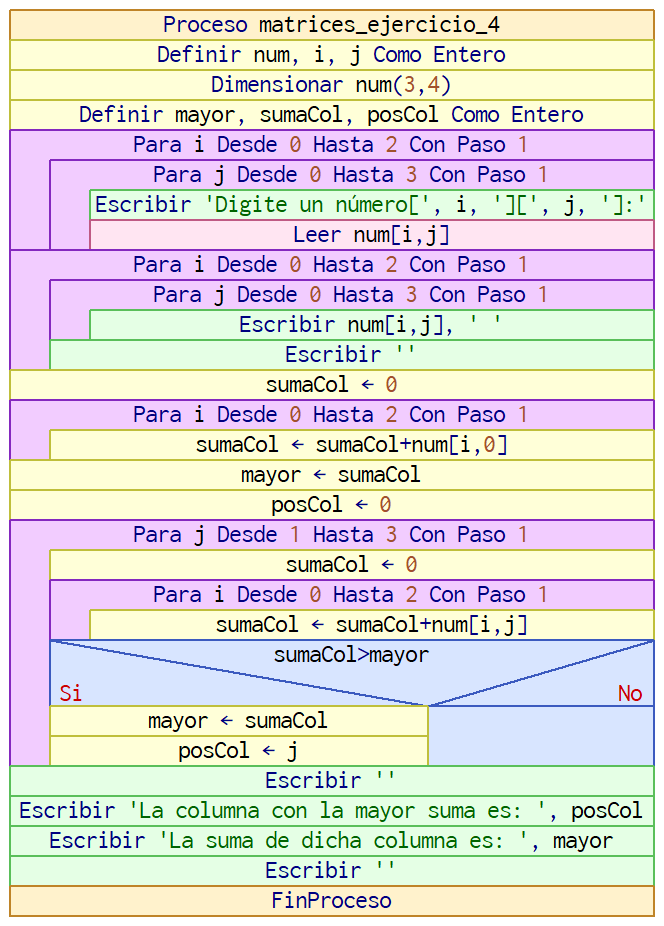 Proceso matrices_ejercicio_4
Definir num, i, j Como Entero
Dimensionar num(3,4)
Definir mayor, sumaCol, posCol Como Entero
Para i Desde 0 Hasta 2 Con Paso 1
Para j Desde 0 Hasta 3 Con Paso 1
Escribir 'Digite un número[', i, '][', j, ']:'
Leer num[i,j]
Para i Desde 0 Hasta 2 Con Paso 1
Para j Desde 0 Hasta 3 Con Paso 1
Escribir num[i,j], ' '
Escribir ''
sumaCol ← 0
Para i Desde 0 Hasta 2 Con Paso 1
sumaCol ← sumaCol+num[i,0]
mayor ← sumaCol
posCol ← 0
Para j Desde 1 Hasta 3 Con Paso 1
sumaCol ← 0
Para i Desde 0 Hasta 2 Con Paso 1
sumaCol ← sumaCol+num[i,j]
sumaCol>mayor
Si No
mayor ← sumaCol
posCol ← j
Escribir ''
Escribir 'La columna con la mayor suma es: ', posCol
Escribir 'La suma de dicha columna es: ', mayor
Escribir ''
FinProceso